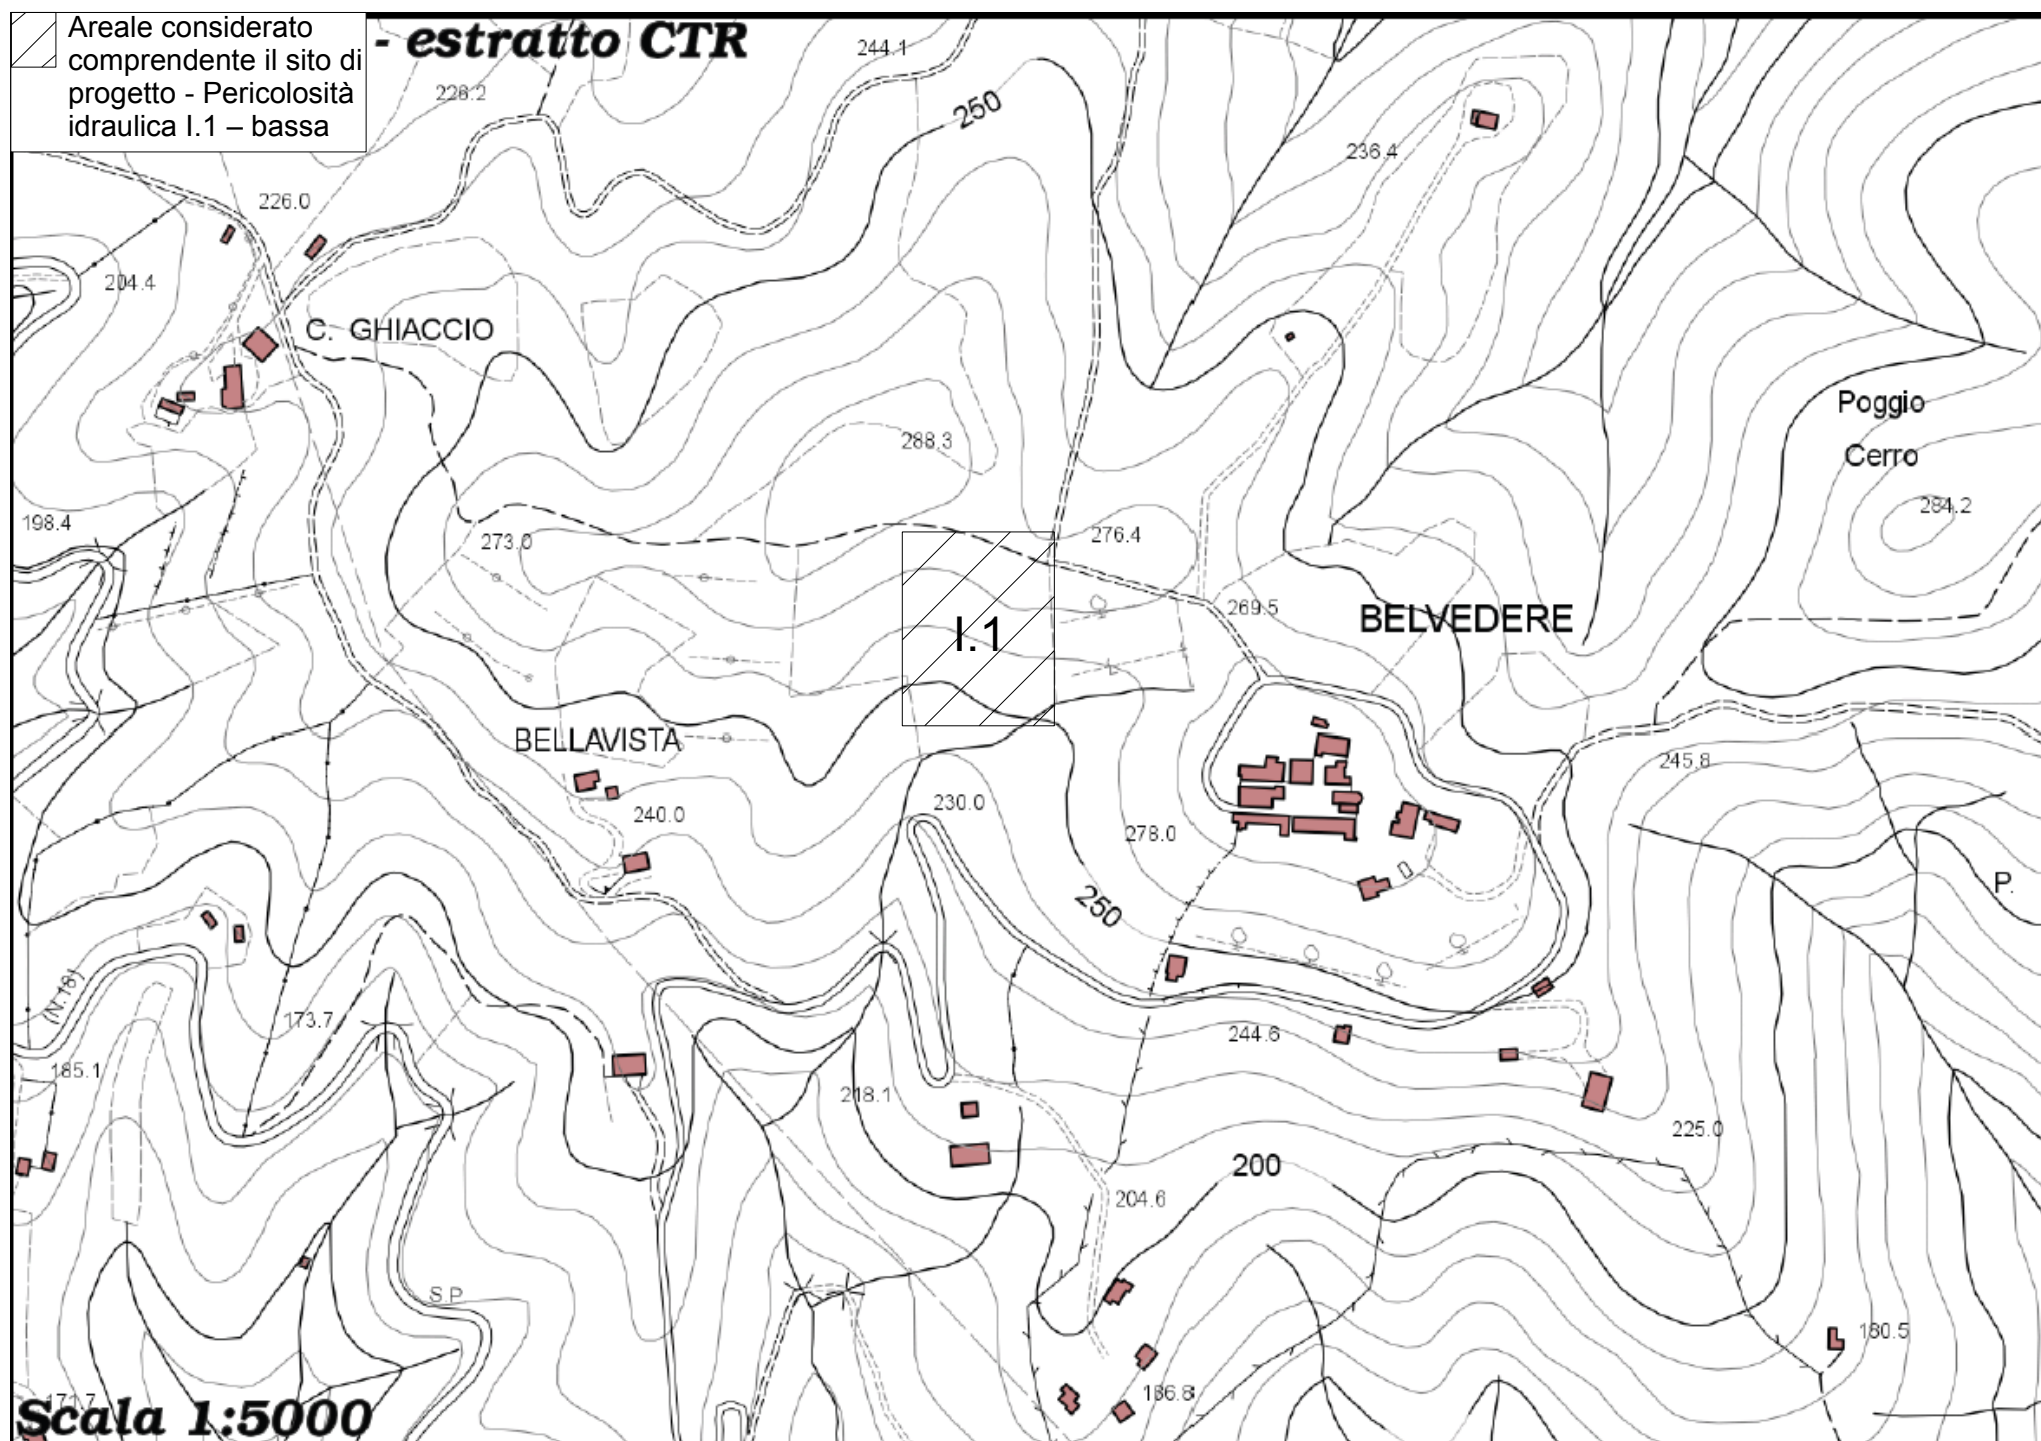 Areale considerato
comprendente il sito di
progetto - Pericolosità
idraulica I.1 – bassa
- estratto CTR
244.1
226.2
250
236.4
226.0
204.4
C. GHIACCIO
Poggio
Cerro
288.3
284.2
198.4
273.0
276.4
269.5
BELVEDERE
I.1
BELLAVISTA
245.8
240.0
230.0
278.0
250
P.
(N.18)
173.7
244.6
185.1
218.1
225.0
200
204.6
S.P
180.5
186.8
171.7
Scala 1:5000